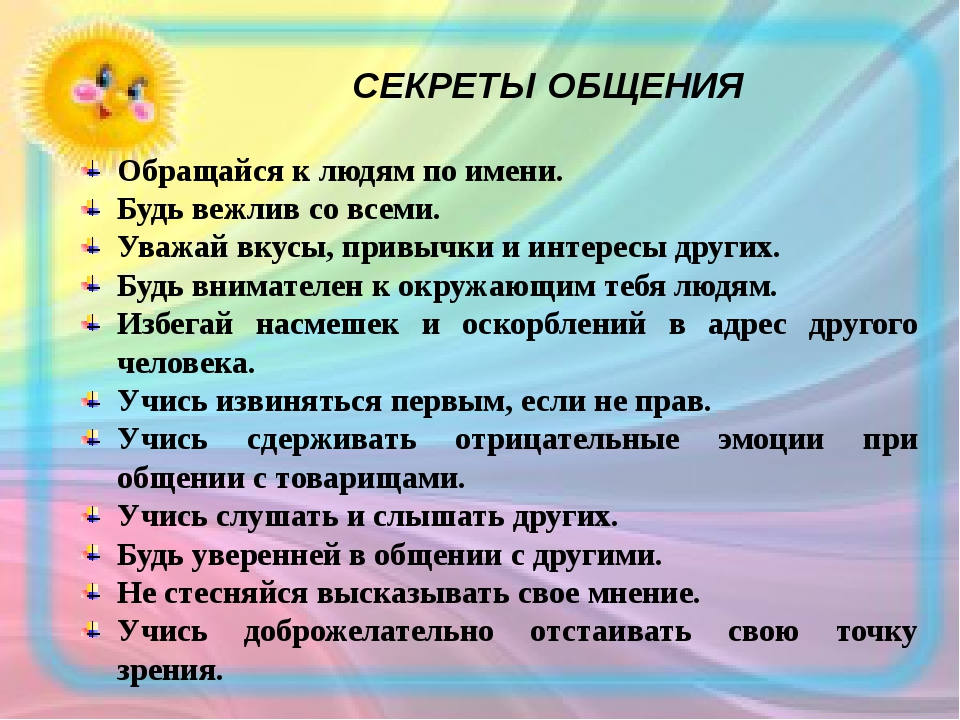 СЕКРЕТЫ ОБЩЕНИЯ
Обращайся к людям по имени.
Будь вежлив со всеми.
Уважай вкусы, привычки и интересы других.
Будь внимателен к окружающим тебя людям.
Избегай насмешек и оскорблений в адрес другого
человека.
Учись извиняться первым, если не прав.
Учись сдерживать отрицательные эмоции при
общении с товарищами.
Учись слушать и слышать других.
Будь уверенней в общении с другими.
Не стесняйся высказывать свое мнение.
Учись доброжелательно отстаивать свою точку
зрения.